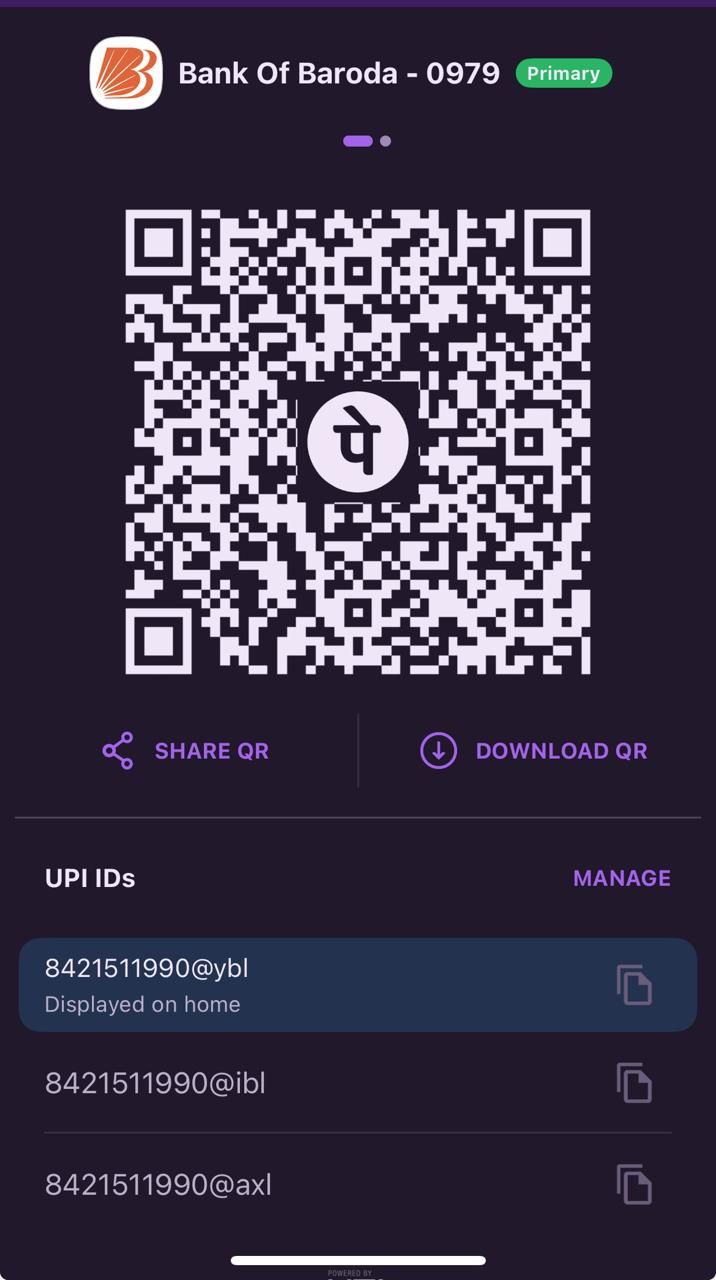 Bank Of Baroda - 0979 Primary
पे
SHARE QR
DOWNLOAD QR
UPI IDs
MANAGE
8421511990@ybl
Displayed on home
8421511990@ibl
8421511990@axl
POWERED BY